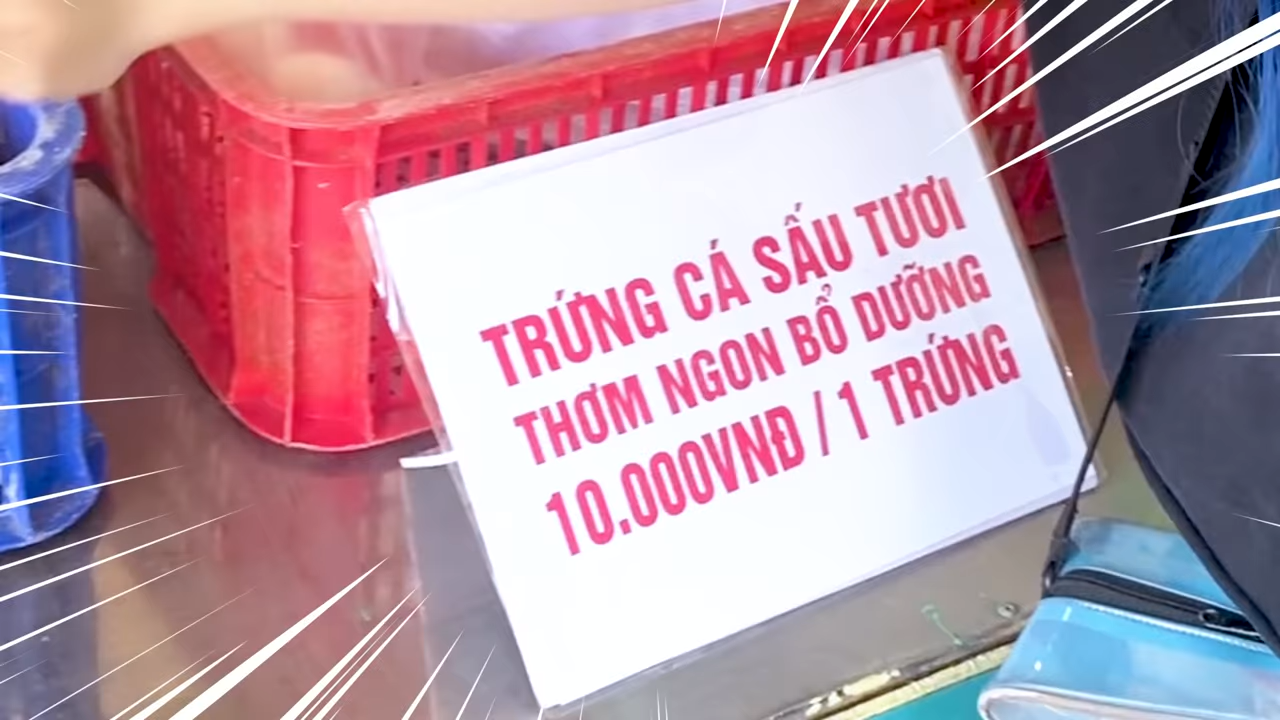 TRỨNG CÁ SẤU TƯƠI
THƠM NGON BỔ DƯỠNG
10.000VNĐ / 1 TRỨNG